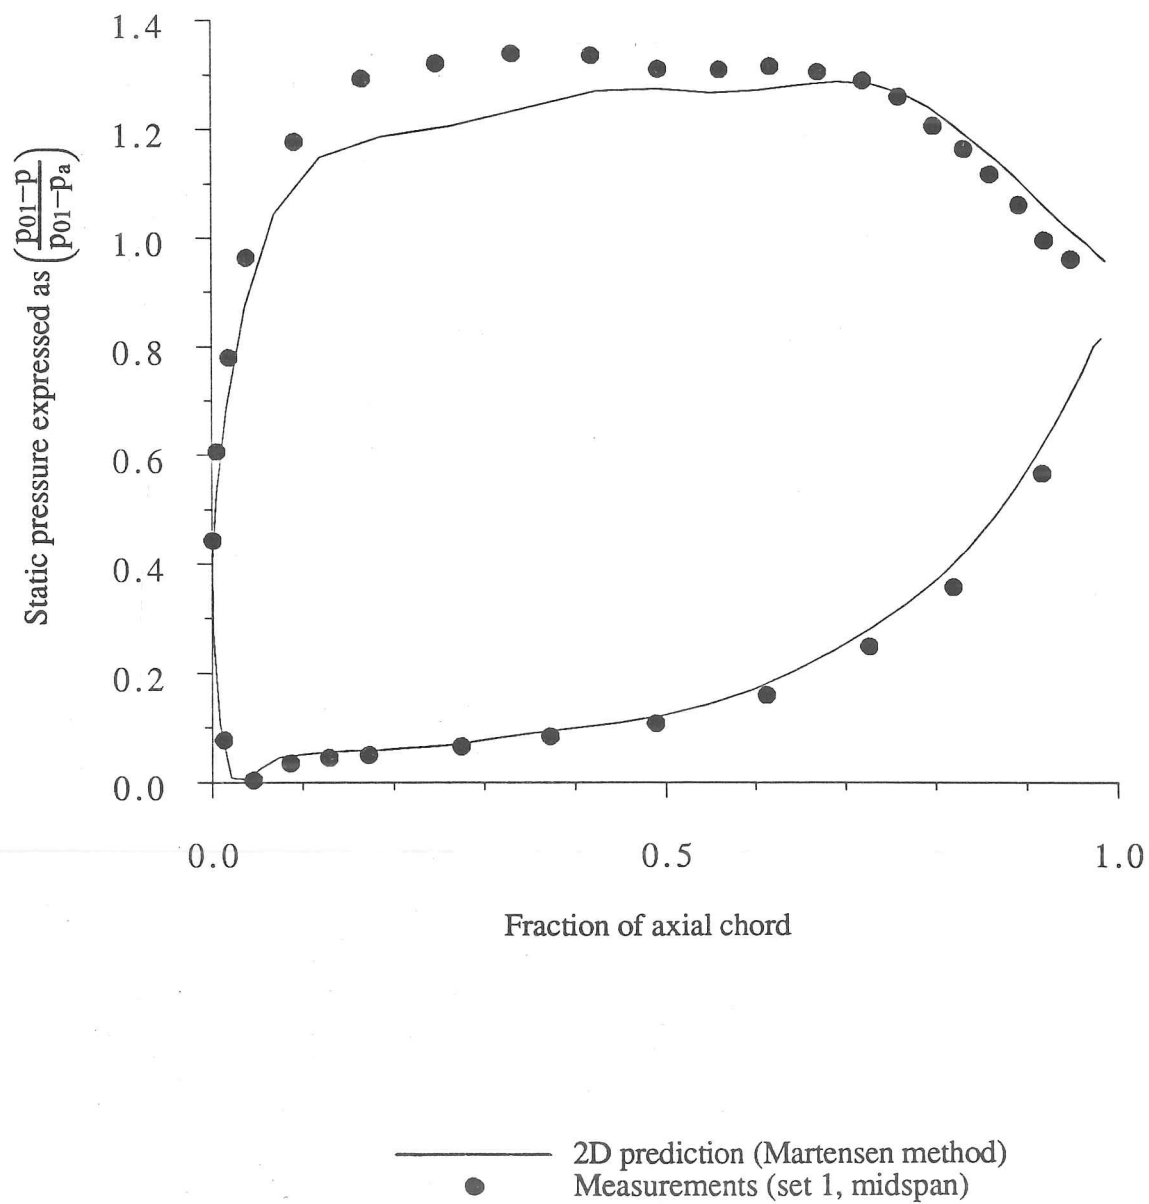 1.4
1.2
1.0
0.8
0.6
0.4
0.2
0.0
Static pressure expressed as (p01–p / p01–pa)
0.0 0.5 1.0
Fraction of axial chord
2D prediction (Martensen method)
Measurements (set 1, midspan)